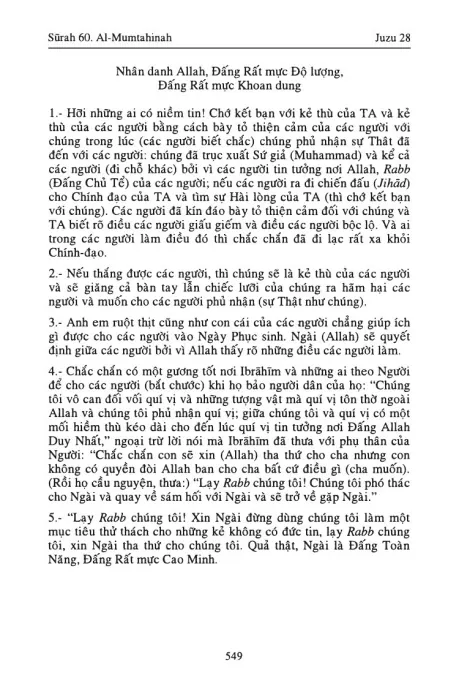 Sūrah 60. Al-Mumtahinah Juzu 28
Nhân danh Allah, Đấng Rất mực Độ lượng,
Đấng Rất mực Khoan dung
1.- Hỡi những ai có niềm tin! Chớ kết bạn với kẻ thù của TA và kẻ
thù của các người bằng cách bày tỏ thiện cảm của các người với
chúng trong lúc (các người biết chắc) chúng phủ nhận sự Thật đã
đến với các người: chúng đã trục xuất Sứ giả (Muhammad) và kể cả
các người (đi chỗ khác) bởi vì các người tin tưởng nơi Allah, Rabb
(Đấng Chủ Tể) của các người; nếu các người ra đi chiến đấu (Jihād)
cho Chính đạo của TA và tìm sự Hài lòng của TA (thì chớ kết bạn
với chúng). Các người đã kín đáo bày tỏ thiện cảm đối với chúng và
TA biết rõ điều các người giấu giếm và điều các người bộc lộ. Và ai
trong các người làm điều đó thì chắc chắn đã đi lạc rất xa khỏi
Chính-đạo.
2.- Nếu thắng được các người, thì chúng sẽ là kẻ thù của các người
và sẽ giăng cả bàn tay lẫn chiếc lưỡi của chúng ra hãm hại các
người và muốn cho các người phủ nhận (sự Thật như chúng).
3.- Anh em ruột thịt cũng như con cái của các người chẳng giúp ích
gì được cho các người vào Ngày Phục sinh. Ngài (Allah) sẽ quyết
định giữa các người bởi vì Allah thấy rõ những điều các người làm.
4.- Chắc chắn có một gương tốt nơi Ibrāhīm và những ai theo Người
để cho các người (bắt chước) khi họ bảo người dân của họ: “Chúng
tôi vô can đối với quí vị và những tượng vật mà quí vị tôn thờ ngoài
Allah và chúng tôi phủ nhận quí vị; giữa chúng tôi và quí vị có một
mối hiềm thù kéo dài cho đến lúc quí vị tin tưởng nơi Đấng Allah
Duy Nhất,” ngoại trừ lời nói mà Ibrāhīm đã thưa với phụ thân của
Người: “Chắc chắn con sẽ xin (Allah) tha thứ cho cha nhưng con
không có quyền đòi Allah ban cho cha bất cứ điều gì (cha muốn).
(Rồi họ cầu nguyện, thưa:) “Lạy Rabb chúng tôi! Chúng tôi phó thác
cho Ngài và quay về sám hối với Ngài và sẽ trở về gặp Ngài.”
5.- “Lạy Rabb chúng tôi! Xin Ngài đừng dùng chúng tôi làm một
mục tiêu thử thách cho những kẻ không có đức tin, lạy Rabb chúng
tôi, xin Ngài tha thứ cho chúng tôi. Quả thật, Ngài là Đấng Toàn
Năng, Đấng Rất mực Cao Minh.
549